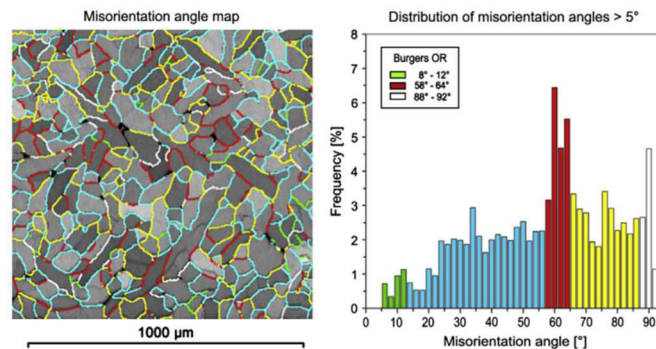 Misorientation angle map
1000 µm
Distribution of misorientation angles > 5°
Burgers OR
8° - 12°
58° - 64°
88° - 92°
Frequency [%]
8
7
6
5
4
3
2
1
0
0 10 20 30 40 50 60 70 80 90
Misorientation angle [°]